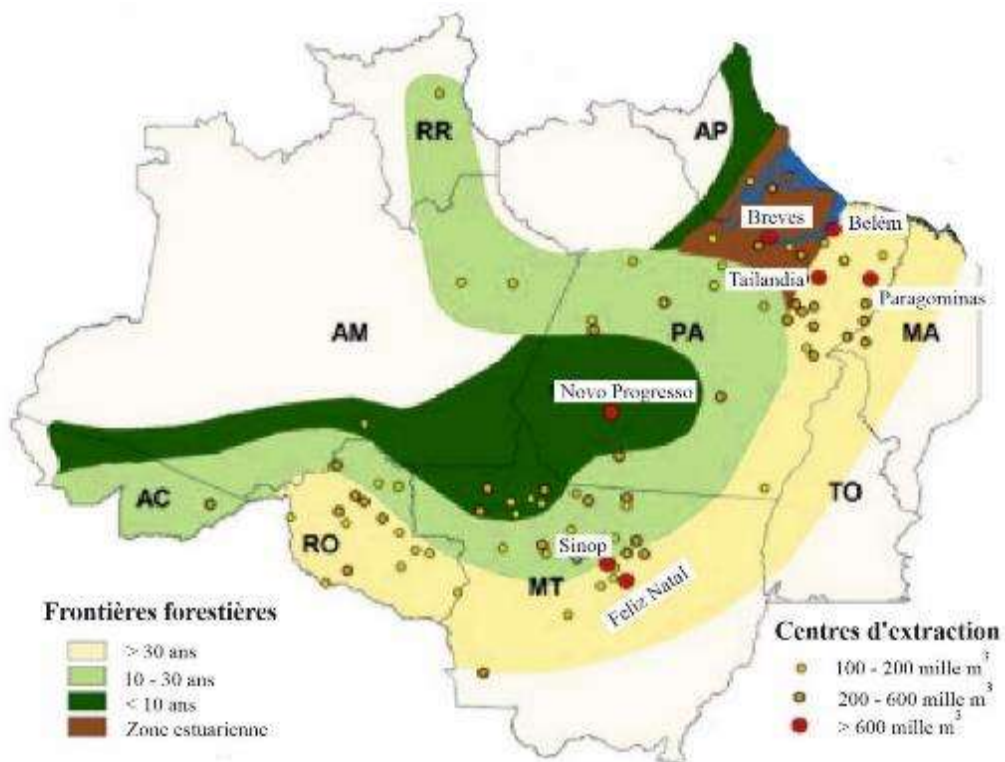 RR
AP
Breves
Belém
Tailandia
Paragominas
AM
PA
MA
Novo Progresso
AC
TO
RO
Sinop
MT
Feliz Natal
Frontières forestières
> 30 ans
10 - 30 ans
< 10 ans
Zone estuarienne
Centres d'extraction
100 - 200 mille m³
200 - 600 mille m³
> 600 mille m³